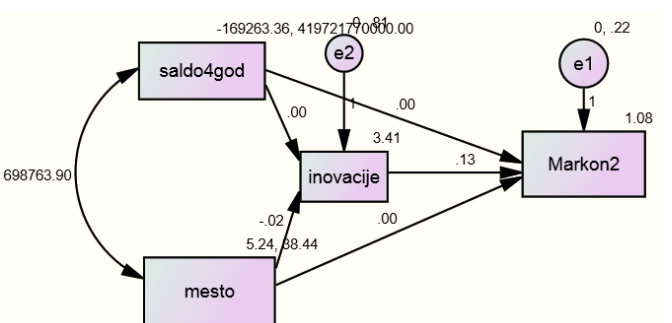 -169263.36, 419721770000.00
0, .81
e2
0, .22
e1
saldo4god
1
1
.00
.00
1.08
3.41
inovacije
.13
Markon2
698763.90
-.02
.00
5.24, 38.44
mesto